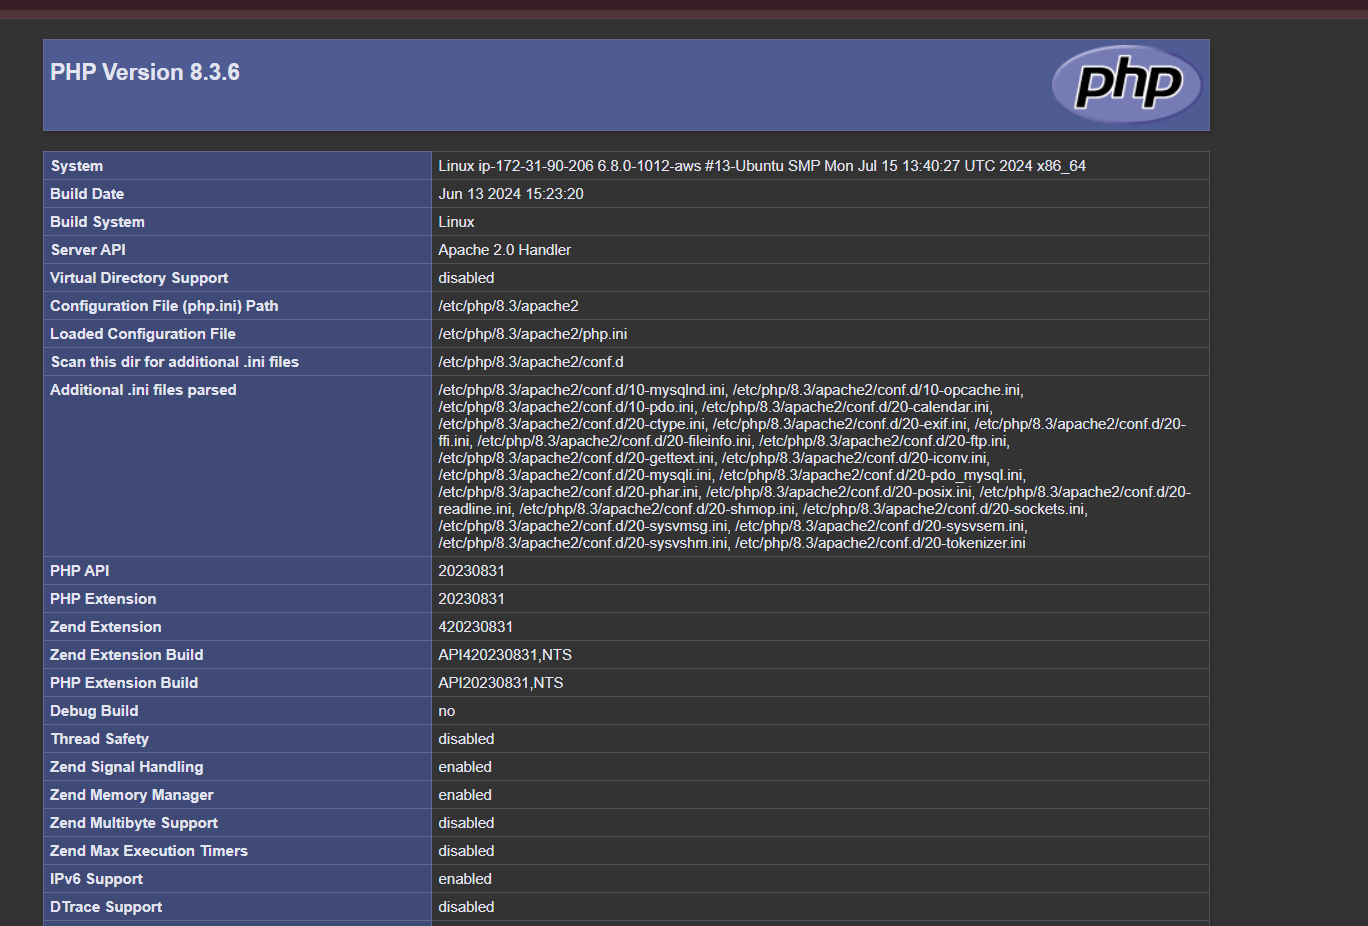 PHP Version 8.3.6
php
System Linux ip-172-31-90-206 6.8.0-1012-aws #13-Ubuntu SMP Mon Jul 15 13:40:27 UTC 2024 x86_64
Build Date Jun 13 2024 15:23:20
Build System Linux
Server API Apache 2.0 Handler
Virtual Directory Support disabled
Configuration File (php.ini) Path /etc/php/8.3/apache2
Loaded Configuration File /etc/php/8.3/apache2/php.ini
Scan this dir for additional .ini files /etc/php/8.3/apache2/conf.d
Additional .ini files parsed /etc/php/8.3/apache2/conf.d/10-mysqlnd.ini, /etc/php/8.3/apache2/conf.d/10-opcache.ini,
/etc/php/8.3/apache2/conf.d/10-pdo.ini, /etc/php/8.3/apache2/conf.d/20-calendar.ini,
/etc/php/8.3/apache2/conf.d/20-ctype.ini, /etc/php/8.3/apache2/conf.d/20-exif.ini, /etc/php/8.3/apache2/conf.d/20-
ffi.ini, /etc/php/8.3/apache2/conf.d/20-fileinfo.ini, /etc/php/8.3/apache2/conf.d/20-ftp.ini,
/etc/php/8.3/apache2/conf.d/20-gettext.ini, /etc/php/8.3/apache2/conf.d/20-iconv.ini,
/etc/php/8.3/apache2/conf.d/20-mysqli.ini, /etc/php/8.3/apache2/conf.d/20-pdo_mysql.ini,
/etc/php/8.3/apache2/conf.d/20-phar.ini, /etc/php/8.3/apache2/conf.d/20-posix.ini, /etc/php/8.3/apache2/conf.d/20-
readline.ini, /etc/php/8.3/apache2/conf.d/20-shmop.ini, /etc/php/8.3/apache2/conf.d/20-sockets.ini,
/etc/php/8.3/apache2/conf.d/20-sysvmsg.ini, /etc/php/8.3/apache2/conf.d/20-sysvsem.ini,
/etc/php/8.3/apache2/conf.d/20-sysvshm.ini, /etc/php/8.3/apache2/conf.d/20-tokenizer.ini
PHP API 20230831
PHP Extension 20230831
Zend Extension 420230831
Zend Extension Build API420230831,NTS
PHP Extension Build API20230831,NTS
Debug Build no
Thread Safety disabled
Zend Signal Handling enabled
Zend Memory Manager enabled
Zend Multibyte Support disabled
Zend Max Execution Timers disabled
IPv6 Support enabled
DTrace Support disabled